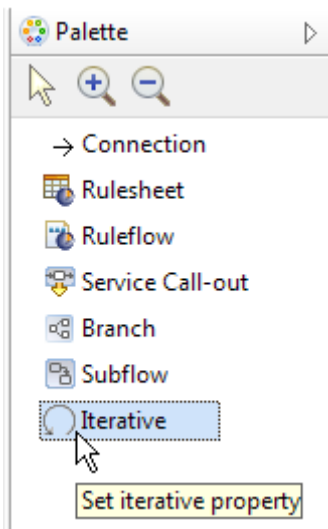 Palette
Connection
Rulesheet
Ruleflow
Service Call-out
Branch
Subflow
Iterative
Set iterative property